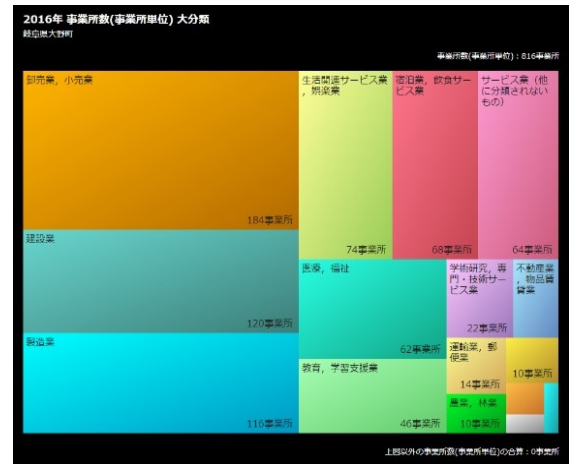 2016年 事業所数(事業所単位) 大分類
岐阜県大野町
事業所数(事業所単位) : 816事業所
卸売業，小売業
184事業所
建設業
120事業所
製造業
116事業所
生活関連サービス業
，娯楽業
74事業所
宿泊業，飲食サー
ビス業
68事業所
サービス業（他
に分類されない
もの）
64事業所
医療，福祉
62事業所
教育，学習支援業
46事業所
学術研究，専
門・技術サー
ビス業
22事業所
不動産業
，物品賃
貸業
運輸業，郵
便業
14事業所
10事業所
農業，林業
10事業所
上図以外の事業所数(事業所単位)の合算 : 0事業所